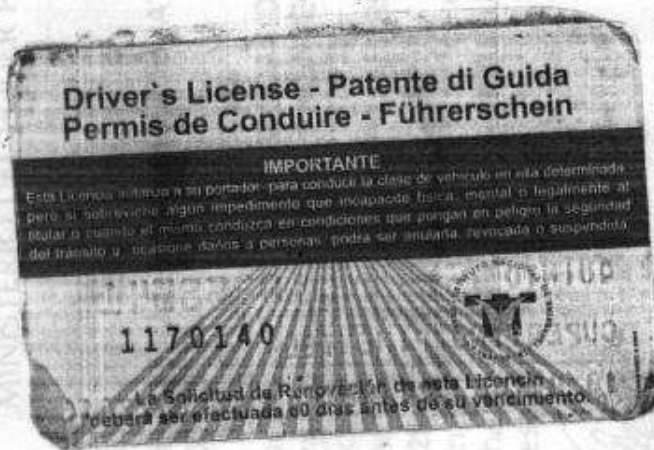 Driver`s License - Patente di Guida
Permis de Conduire - Führerschein
IMPORTANTE
Esta Licencia autoriza a su portador para conducir la clase de vehículo en ella determinada
pero si sobreviene algún impedimento que incapacite física, mental o legalmente al
titular o cuando el mismo conduzca en condiciones que pongan en peligro la seguridad
del tránsito u ocasione daños a personas, podrá ser anulada, revocada o suspendida.
1170140
La Solicitud de Renovación de esta Licencia
deberá ser efectuada 60 días antes de su vencimiento.